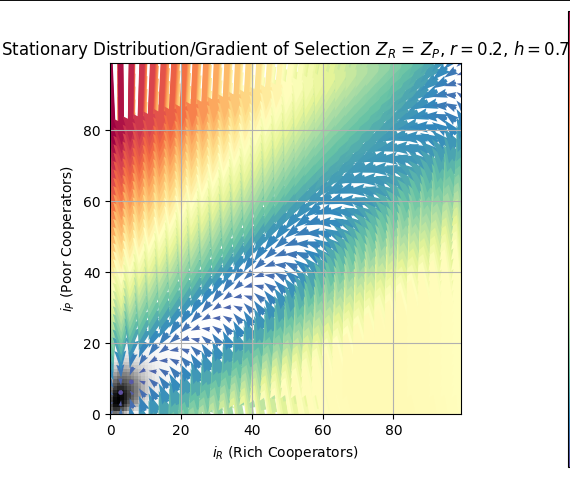 Stationary Distribution/Gradient of Selection Z_R = Z_P, r = 0.2, h = 0.7
80
60
40
20
0
i_P (Poor Cooperators)
0 20 40 60 80
i_R (Rich Cooperators)